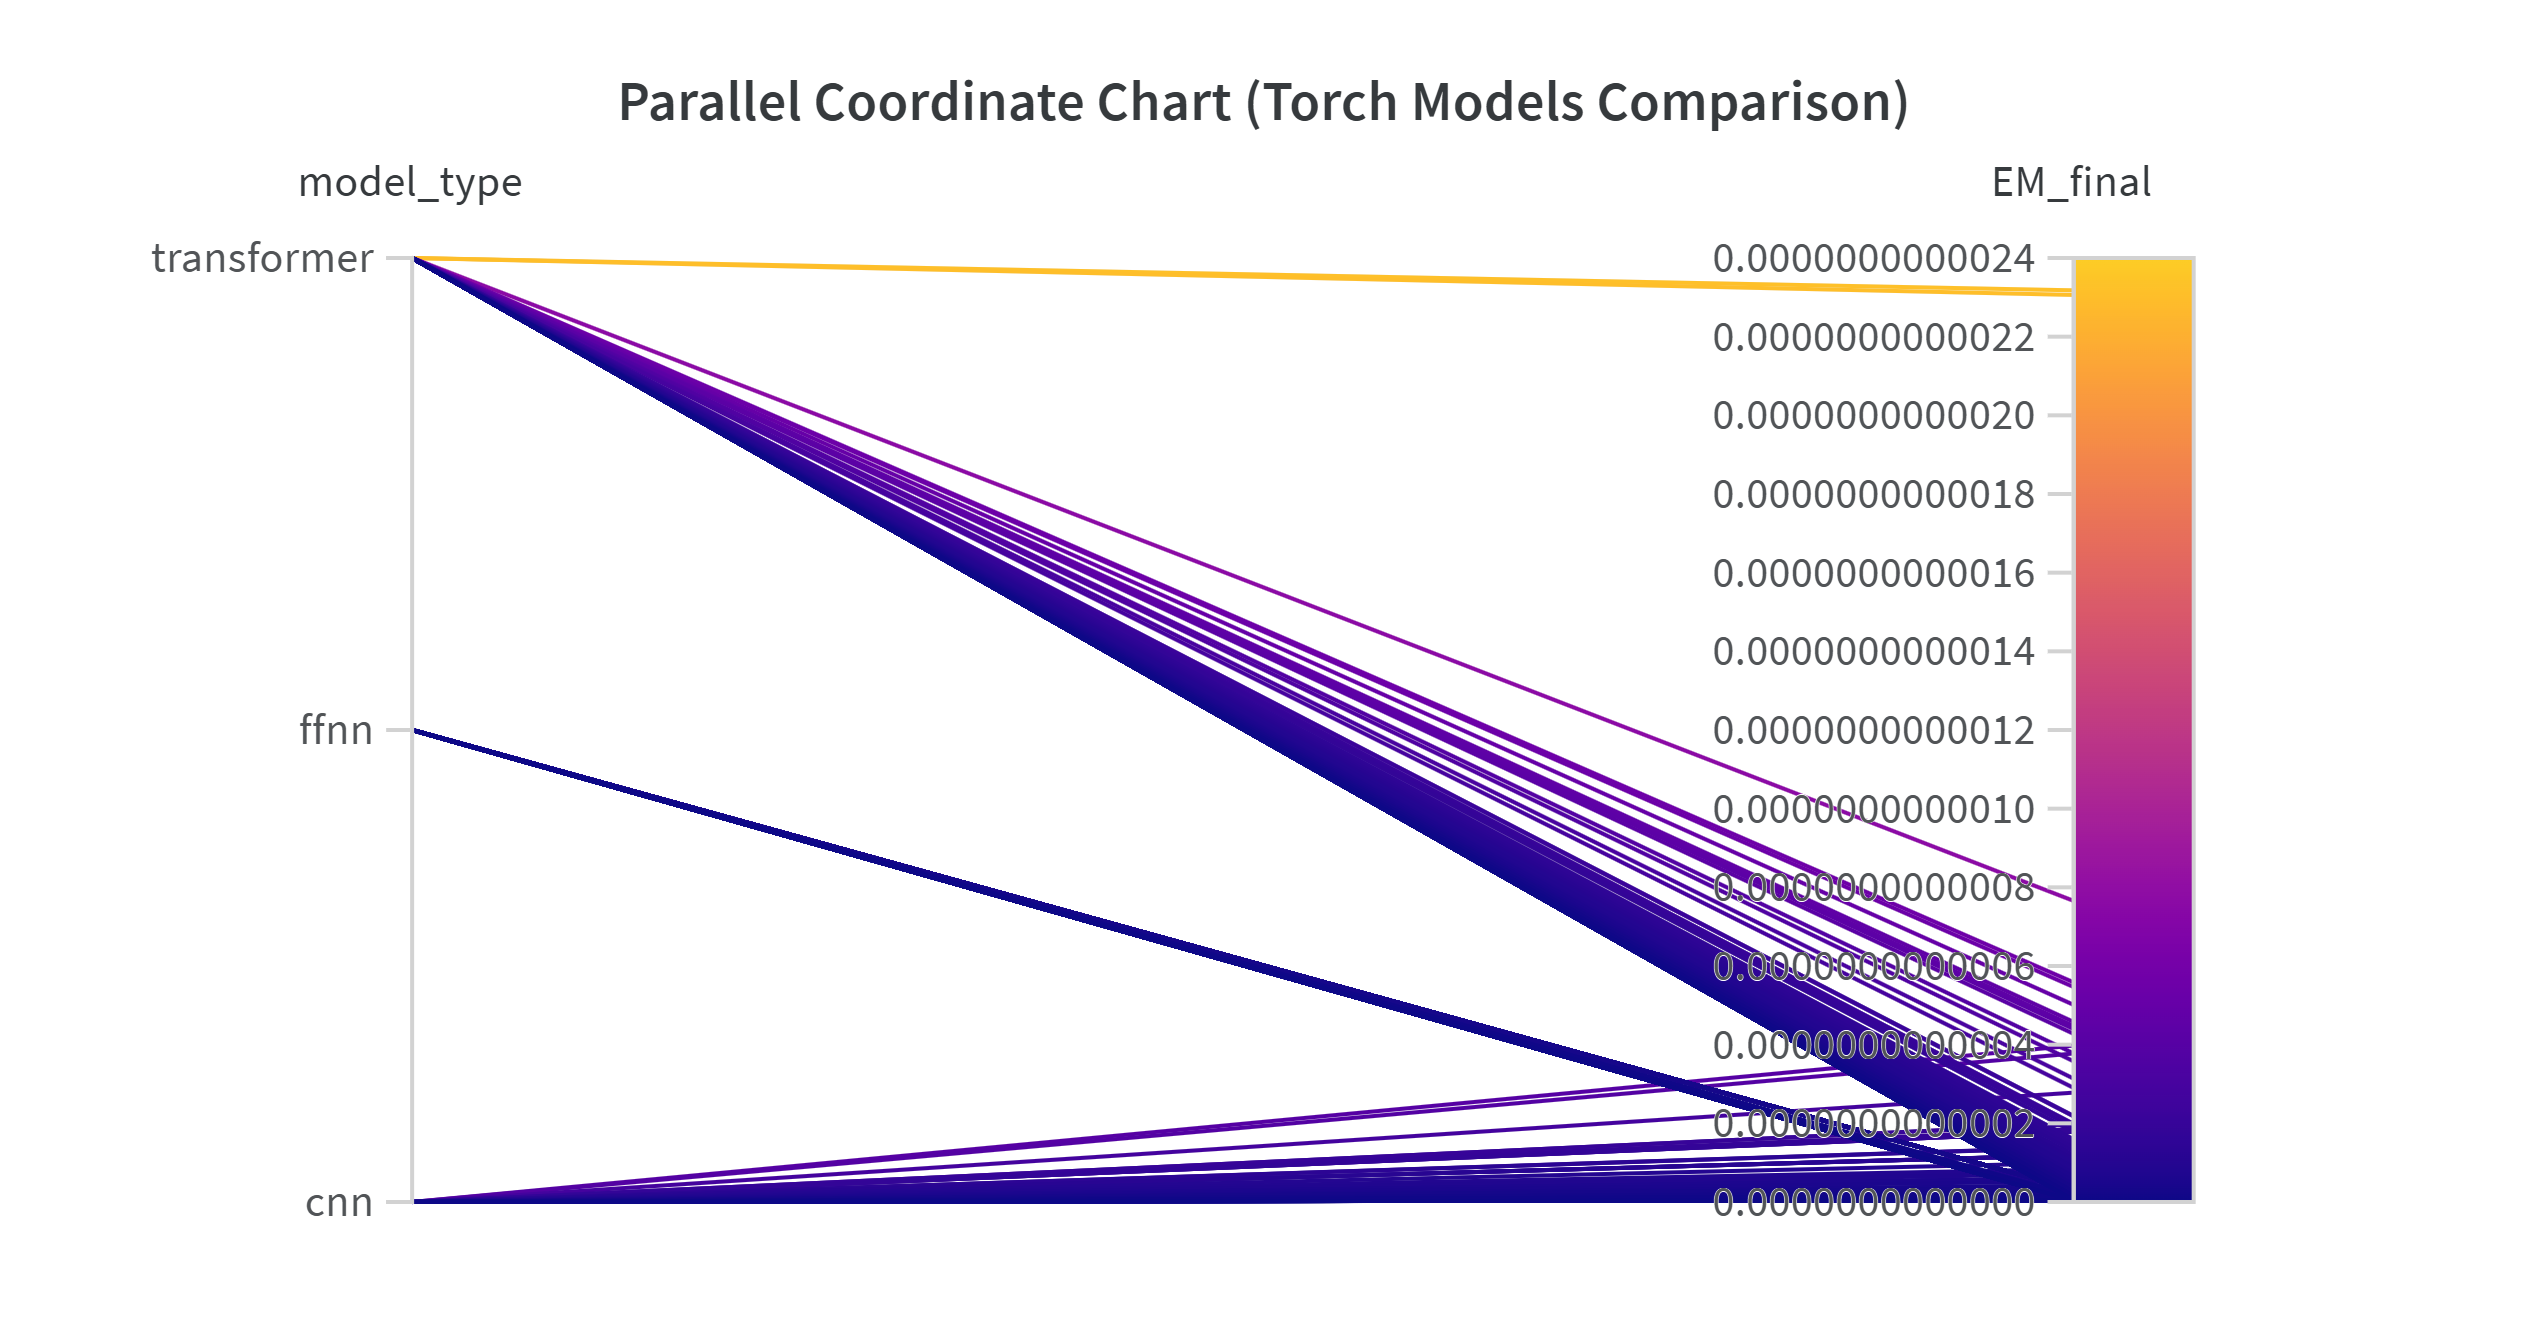 Parallel Coordinate Chart (Torch Models Comparison)
model_type
EM_final
transformer
ffnn
cnn
0.0000000000024
0.0000000000022
0.0000000000020
0.0000000000018
0.0000000000016
0.0000000000014
0.0000000000012
0.0000000000010
0.0000000000008
0.0000000000006
0.0000000000004
0.0000000000002
0.0000000000000